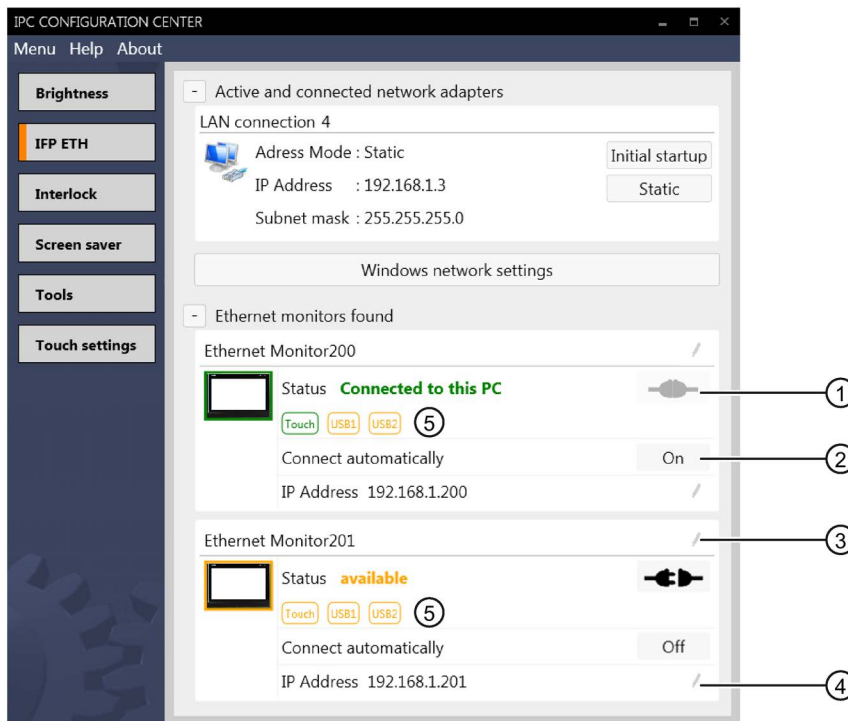 IPC CONFIGURATION CENTER
Menu Help About
Brightness
IFP ETH
Interlock
Screen saver
Tools
Touch settings
- Active and connected network adapters
LAN connection 4
Adress Mode : Static
Initial startup
IP Address : 192.168.1.3
Static
Subnet mask : 255.255.255.0
Windows network settings
- Ethernet monitors found
Ethernet Monitor200
Status Connected to this PC
1
Touch USB1 USB2 5
Connect automatically On
2
IP Address 192.168.1.200
Ethernet Monitor201
3
Status available
Touch USB1 USB2 5
Connect automatically Off
IP Address 192.168.1.201
4